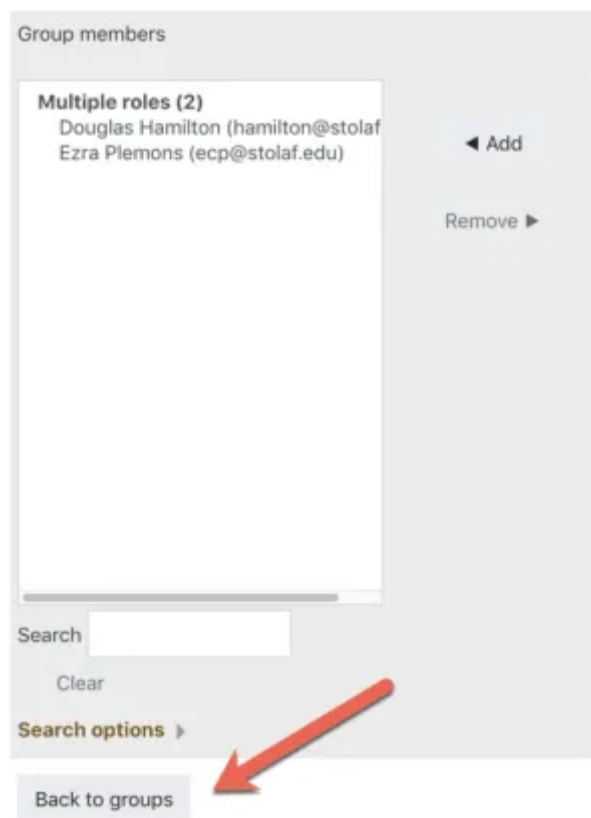 Group members
Multiple roles (2)
Douglas Hamilton (hamilton@stolaf
Ezra Plemons (ecp@stolaf.edu)
◄ Add
Remove ►
Search
Clear
Search options
Back to groups